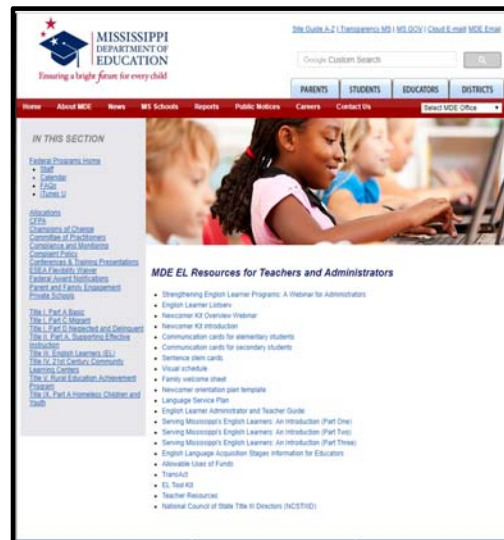 MISSISSIPPI
DEPARTMENT OF
EDUCATION
Ensuring a bright future for every child
Site Guide A-Z | Transparency MS | MS GOV | Cloud E-mail| MDE Email
Google Custom Search
PARENTS STUDENTS EDUCATORS DISTRICTS
Home About MDE News MS Schools Reports Public Notices Careers Contact Us Select MDE Office
IN THIS SECTION
Federal Programs Home
Staff
Calendar
FAQs
iTunes U
Allocations
CFPA
Champions of Change
Committee of Practitioners
Compliance and Monitoring
Complaint Policy
Conferences & Training Presentations
ESEA Flexibility Waiver
Federal Award Notifications
Parent and Family Engagement
Private Schools
Title I, Part A Basic
Title I, Part C Migrant
Title I, Part D Neglected and Delinquent
Title II, Part A, Supporting Effective
Instruction
Title III, English Learners (EL)
Title IV, 21st Century Community
Learning Centers
Title V, Rural Education Achievement
Program
Title IX, Part A Homeless Children and
Youth
MDE EL Resources for Teachers and Administrators
Strengthening English Learner Programs: A Webinar for Administrators
English Learner Listserv
Newcomer Kit Overview Webinar
Newcomer Kit introduction
Communication cards for elementary students
Communication cards for secondary students
Sentence stem cards
Visual schedule
Family welcome sheet
Newcomer orientation plan template
Language Service Plan
English Learner Administrator and Teacher Guide
Serving Mississippi's English Learners: An Introduction (Part One)
Serving Mississippi's English Learners: An Introduction (Part Two)
Serving Mississippi's English Learners: An Introduction (Part Three)
English Language Acquisition Stages Information for Educators
Allowable Uses of Funds
TransAct
EL Tool Kit
Teacher Resources
National Council of State Title III Directors (NCSTIIID)